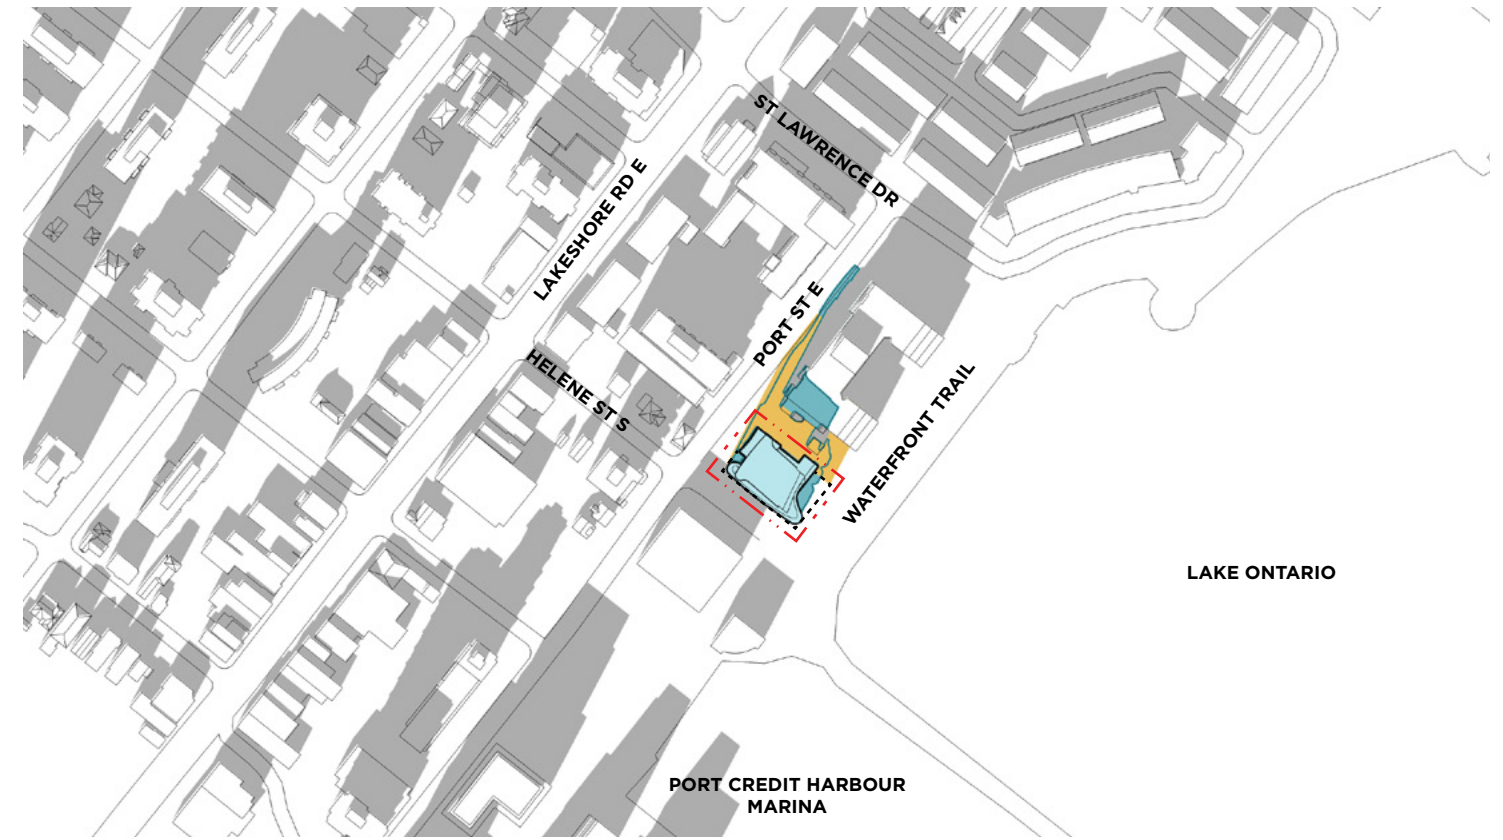 ST LAWRENCE DR
LAKESHORE RD E
PORT ST E
HELENE ST S
WATERFRONT TRAIL
LAKE ONTARIO
PORT CREDIT HARBOUR
MARINA